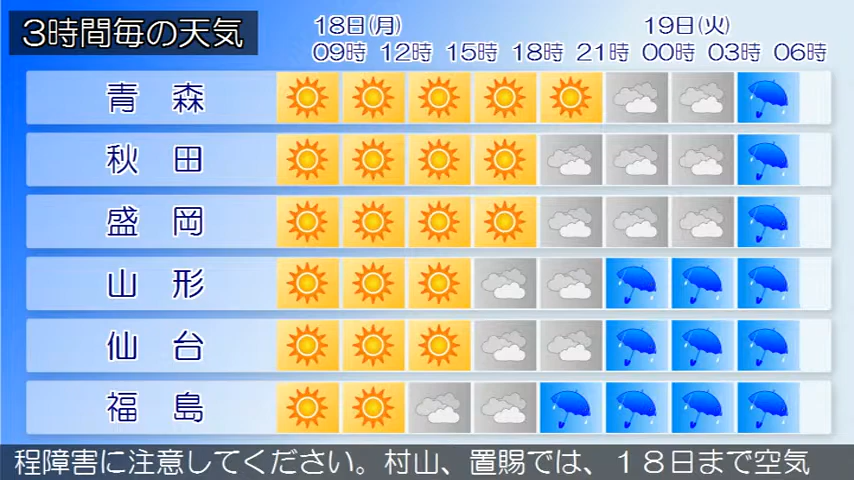 3時間毎の天気
18日(月) 19日(火)
09時 12時 15時 18時 21時 00時 03時 06時
青 森
秋 田
盛 岡
山 形
仙 台
福 島
程障害に注意してください。村山、置賜では、18日まで空気